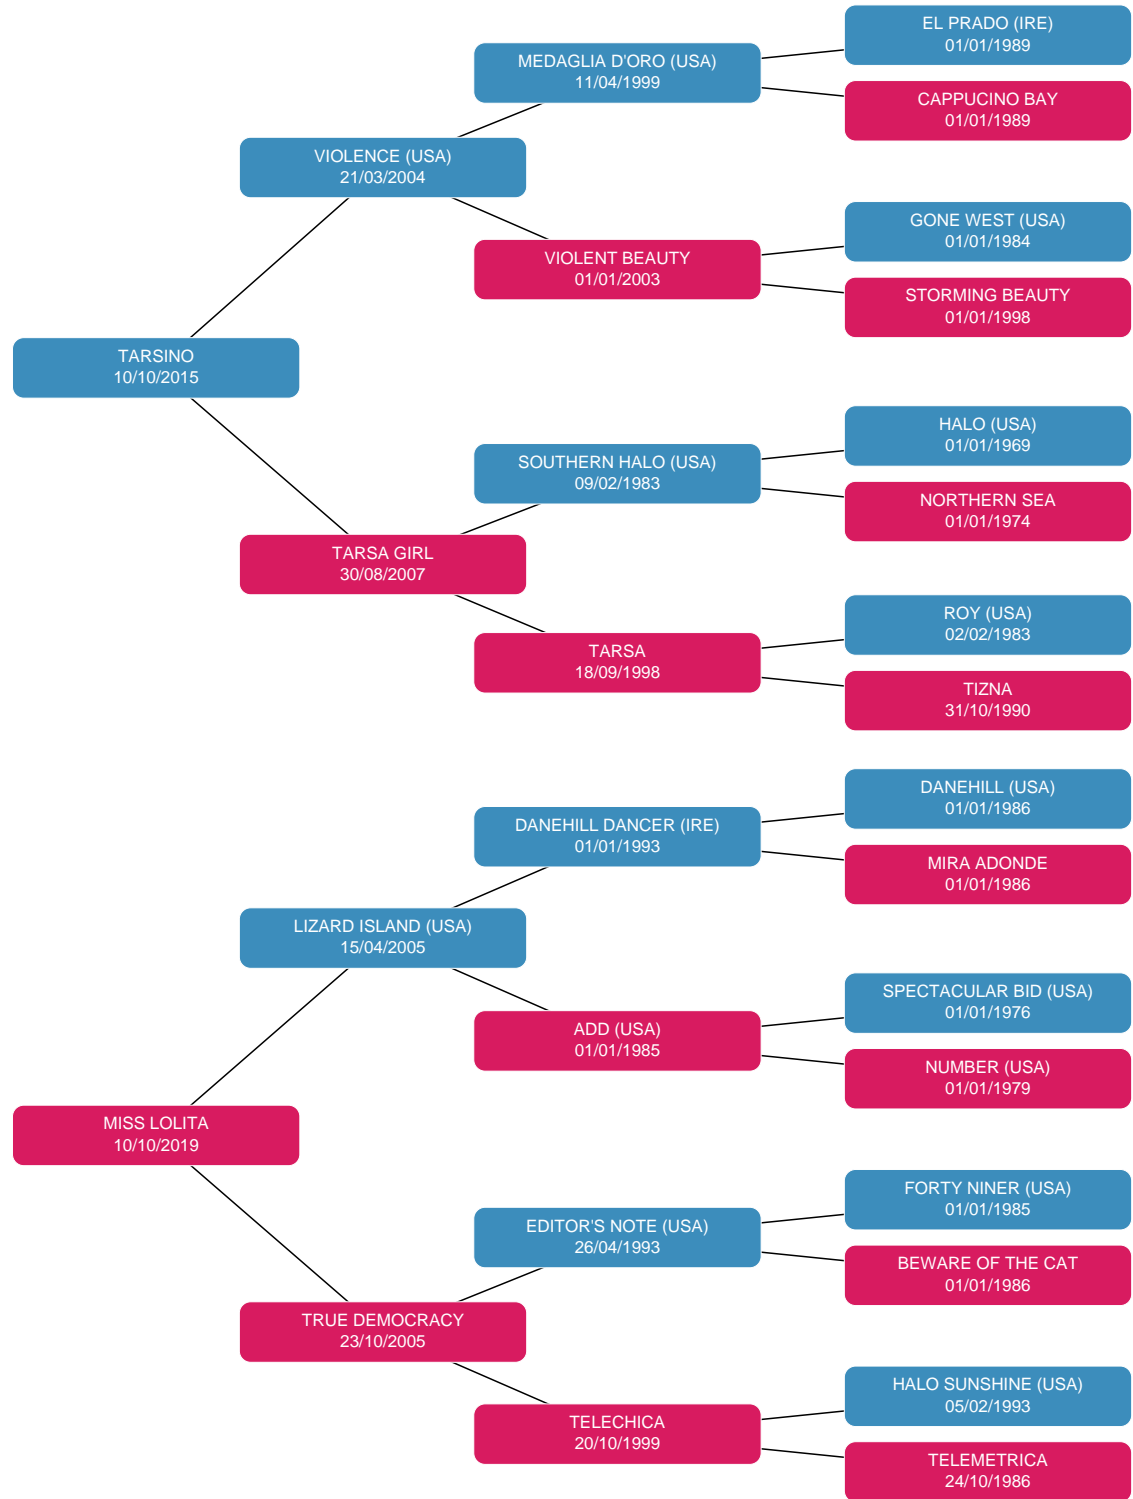 EL PRADO (IRE)
01/01/1989
MEDAGLIA D'ORO (USA)
11/04/1999
CAPPUCINO BAY
01/01/1989
VIOLENCE (USA)
21/03/2004
GONE WEST (USA)
01/01/1984
VIOLENT BEAUTY
01/01/2003
STORMING BEAUTY
01/01/1998
TARSINO
10/10/2015
HALO (USA)
01/01/1969
SOUTHERN HALO (USA)
09/02/1983
NORTHERN SEA
01/01/1974
TARSA GIRL
30/08/2007
ROY (USA)
02/02/1983
TARSA
18/09/1998
TIZNA
31/10/1990
DANEHILL (USA)
01/01/1986
DANEHILL DANCER (IRE)
01/01/1993
MIRA ADONDE
01/01/1986
LIZARD ISLAND (USA)
15/04/2005
SPECTACULAR BID (USA)
01/01/1976
ADD (USA)
01/01/1985
NUMBER (USA)
01/01/1979
MISS LOLITA
10/10/2019
FORTY NINER (USA)
01/01/1985
EDITOR'S NOTE (USA)
26/04/1993
BEWARE OF THE CAT
01/01/1986
TRUE DEMOCRACY
23/10/2005
HALO SUNSHINE (USA)
05/02/1993
TELECHICA
20/10/1999
TELEMETRICA
24/10/1986